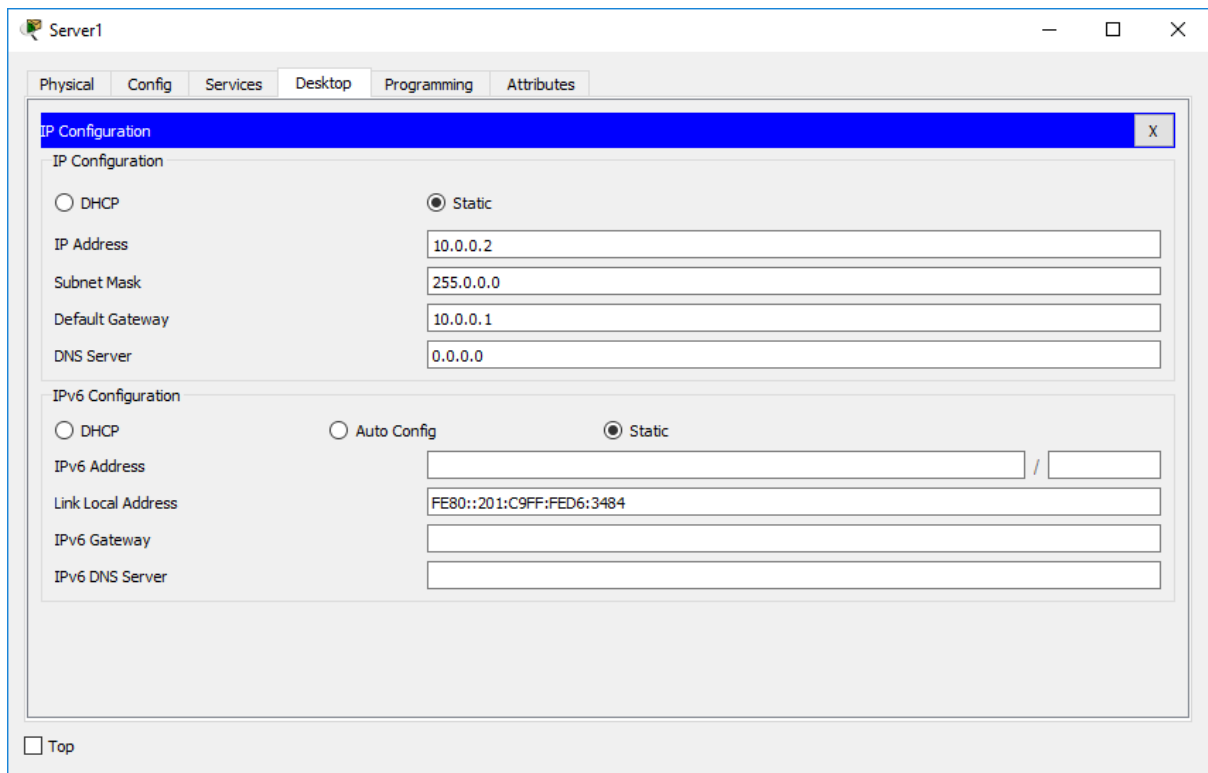 Server1
Physical Config Services Desktop Programming Attributes
IP Configuration X
IP Configuration
DHCP Static
IP Address 10.0.0.2
Subnet Mask 255.0.0.0
Default Gateway 10.0.0.1
DNS Server 0.0.0.0
IPv6 Configuration
DHCP Auto Config Static
IPv6 Address /
Link Local Address FE80::201:C9FF:FED6:3484
IPv6 Gateway
IPv6 DNS Server
Top